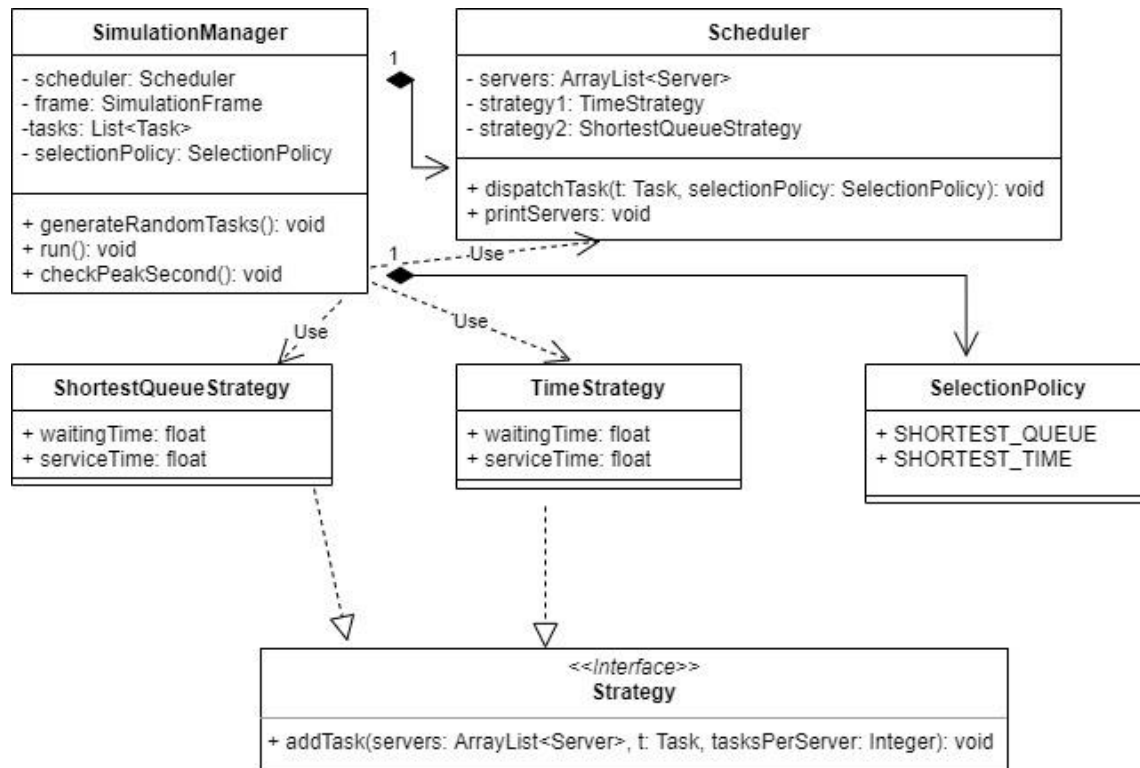 SimulationManager
- scheduler: Scheduler
- frame: SimulationFrame
-tasks: List<Task>
- selectionPolicy: SelectionPolicy
+ generateRandomTasks(): void
+ run(): void
+ checkPeakSecond(): void
1
Scheduler
- servers: ArrayList<Server>
- strategy1: TimeStrategy
- strategy2: ShortestQueueStrategy
+ dispatchTask(t: Task, selectionPolicy: SelectionPolicy): void
+ printServers: void
1
Use
Use
Use
ShortestQueueStrategy
+ waitingTime: float
+ serviceTime: float
TimeStrategy
+ waitingTime: float
+ serviceTime: float
SelectionPolicy
+ SHORTEST_QUEUE
+ SHORTEST_TIME
<<Interface>>
Strategy
+ addTask(servers: ArrayList<Server>, t: Task, tasksPerServer: Integer): void